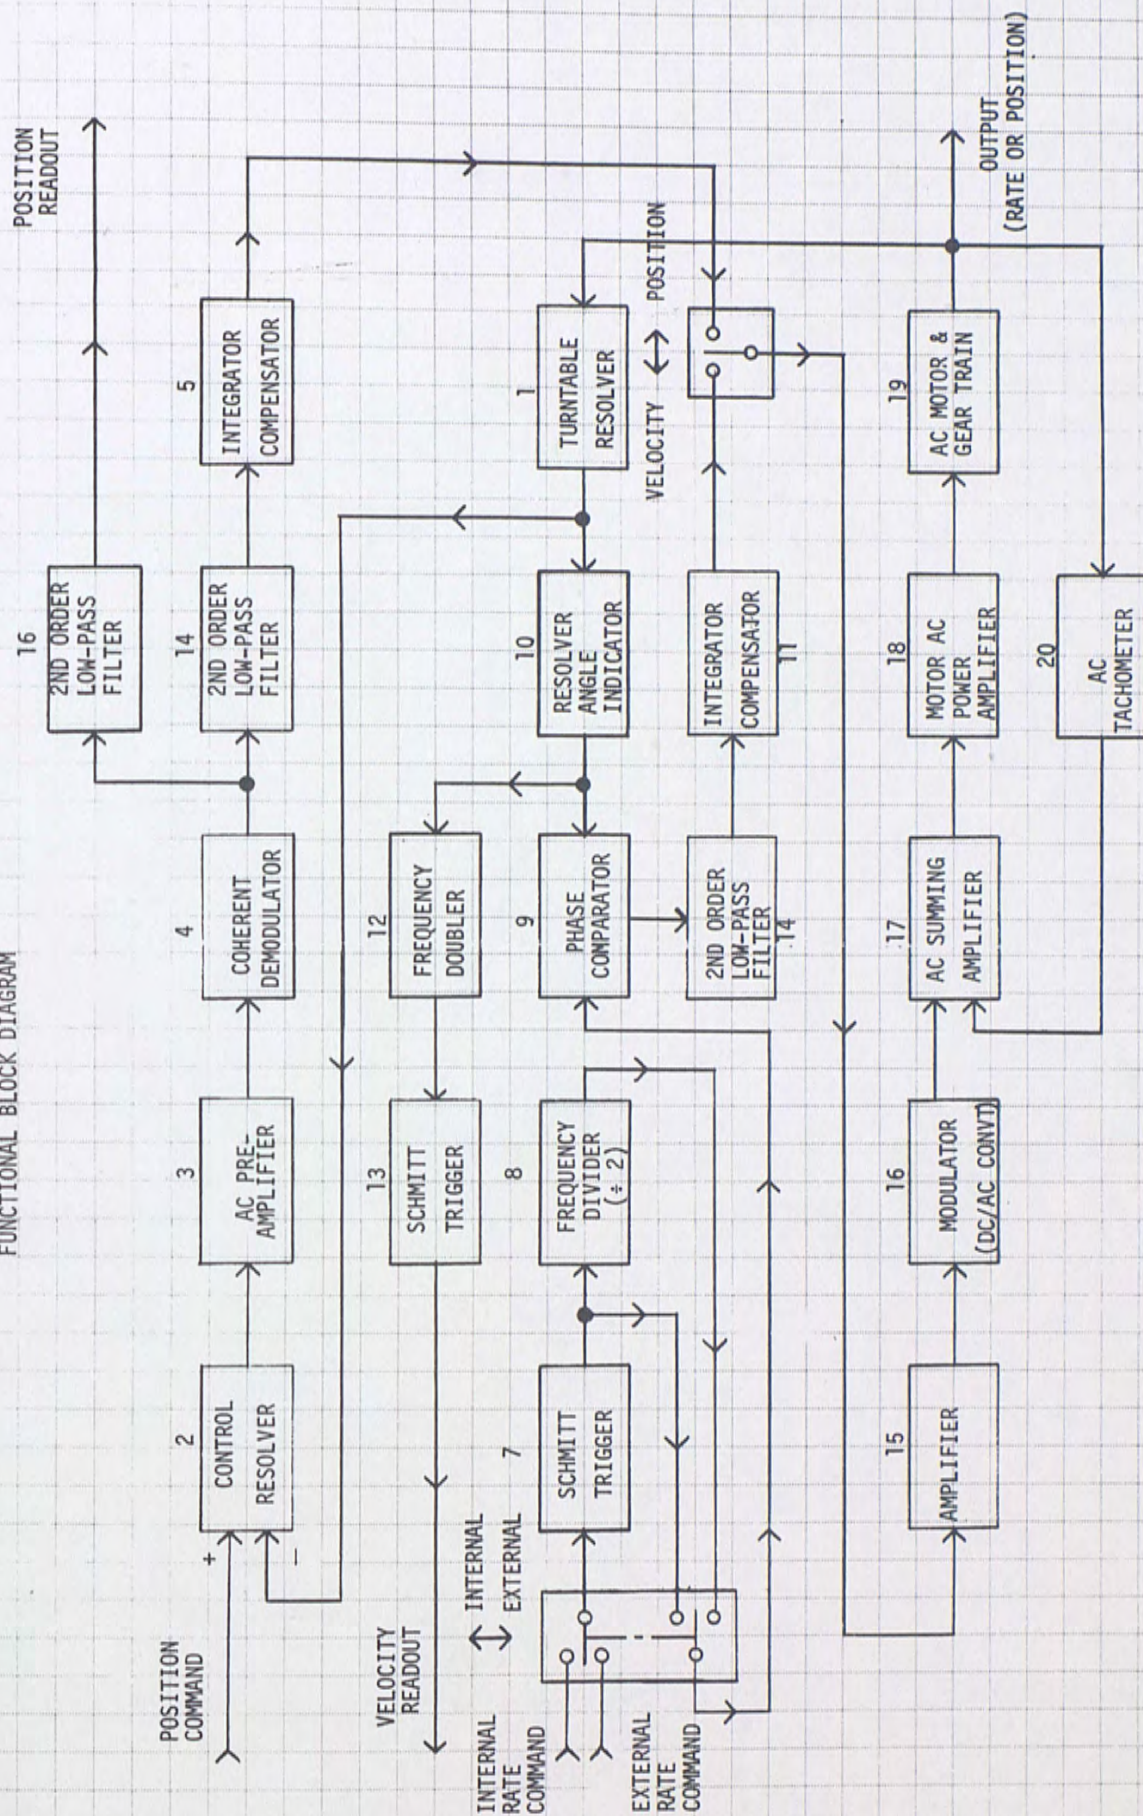 FUNCTIONAL BLOCK DIAGRAM
POSITION
READOUT
16
2ND ORDER
LOW-PASS
FILTER
POSITION
COMMAND
+
−
2
CONTROL
RESOLVER
3
AC PRE-
AMPLIFIER
4
COHERENT
DEMODULATOR
14
2ND ORDER
LOW-PASS
FILTER
5
INTEGRATOR
COMPENSATOR
VELOCITY
READOUT
13
SCHMITT
TRIGGER
12
FREQUENCY
DOUBLER
INTERNAL
EXTERNAL
INTERNAL
RATE
COMMAND
EXTERNAL
RATE
COMMAND
7
SCHMITT
TRIGGER
8
FREQUENCY
DIVIDER
(÷ 2)
9
PHASE
COMPARATOR
10
RESOLVER
ANGLE
INDICATOR
1
TURNTABLE
RESOLVER
VELOCITY
POSITION
2ND ORDER
LOW-PASS
FILTER
14
INTEGRATOR
COMPENSATOR
11
15
AMPLIFIER
16
MODULATOR
(DC/AC CONVT)
17
AC SUMMING
AMPLIFIER
18
MOTOR AC
POWER
AMPLIFIER
19
AC MOTOR &
GEAR TRAIN
OUTPUT
(RATE OR POSITION)
20
AC
TACHOMETER